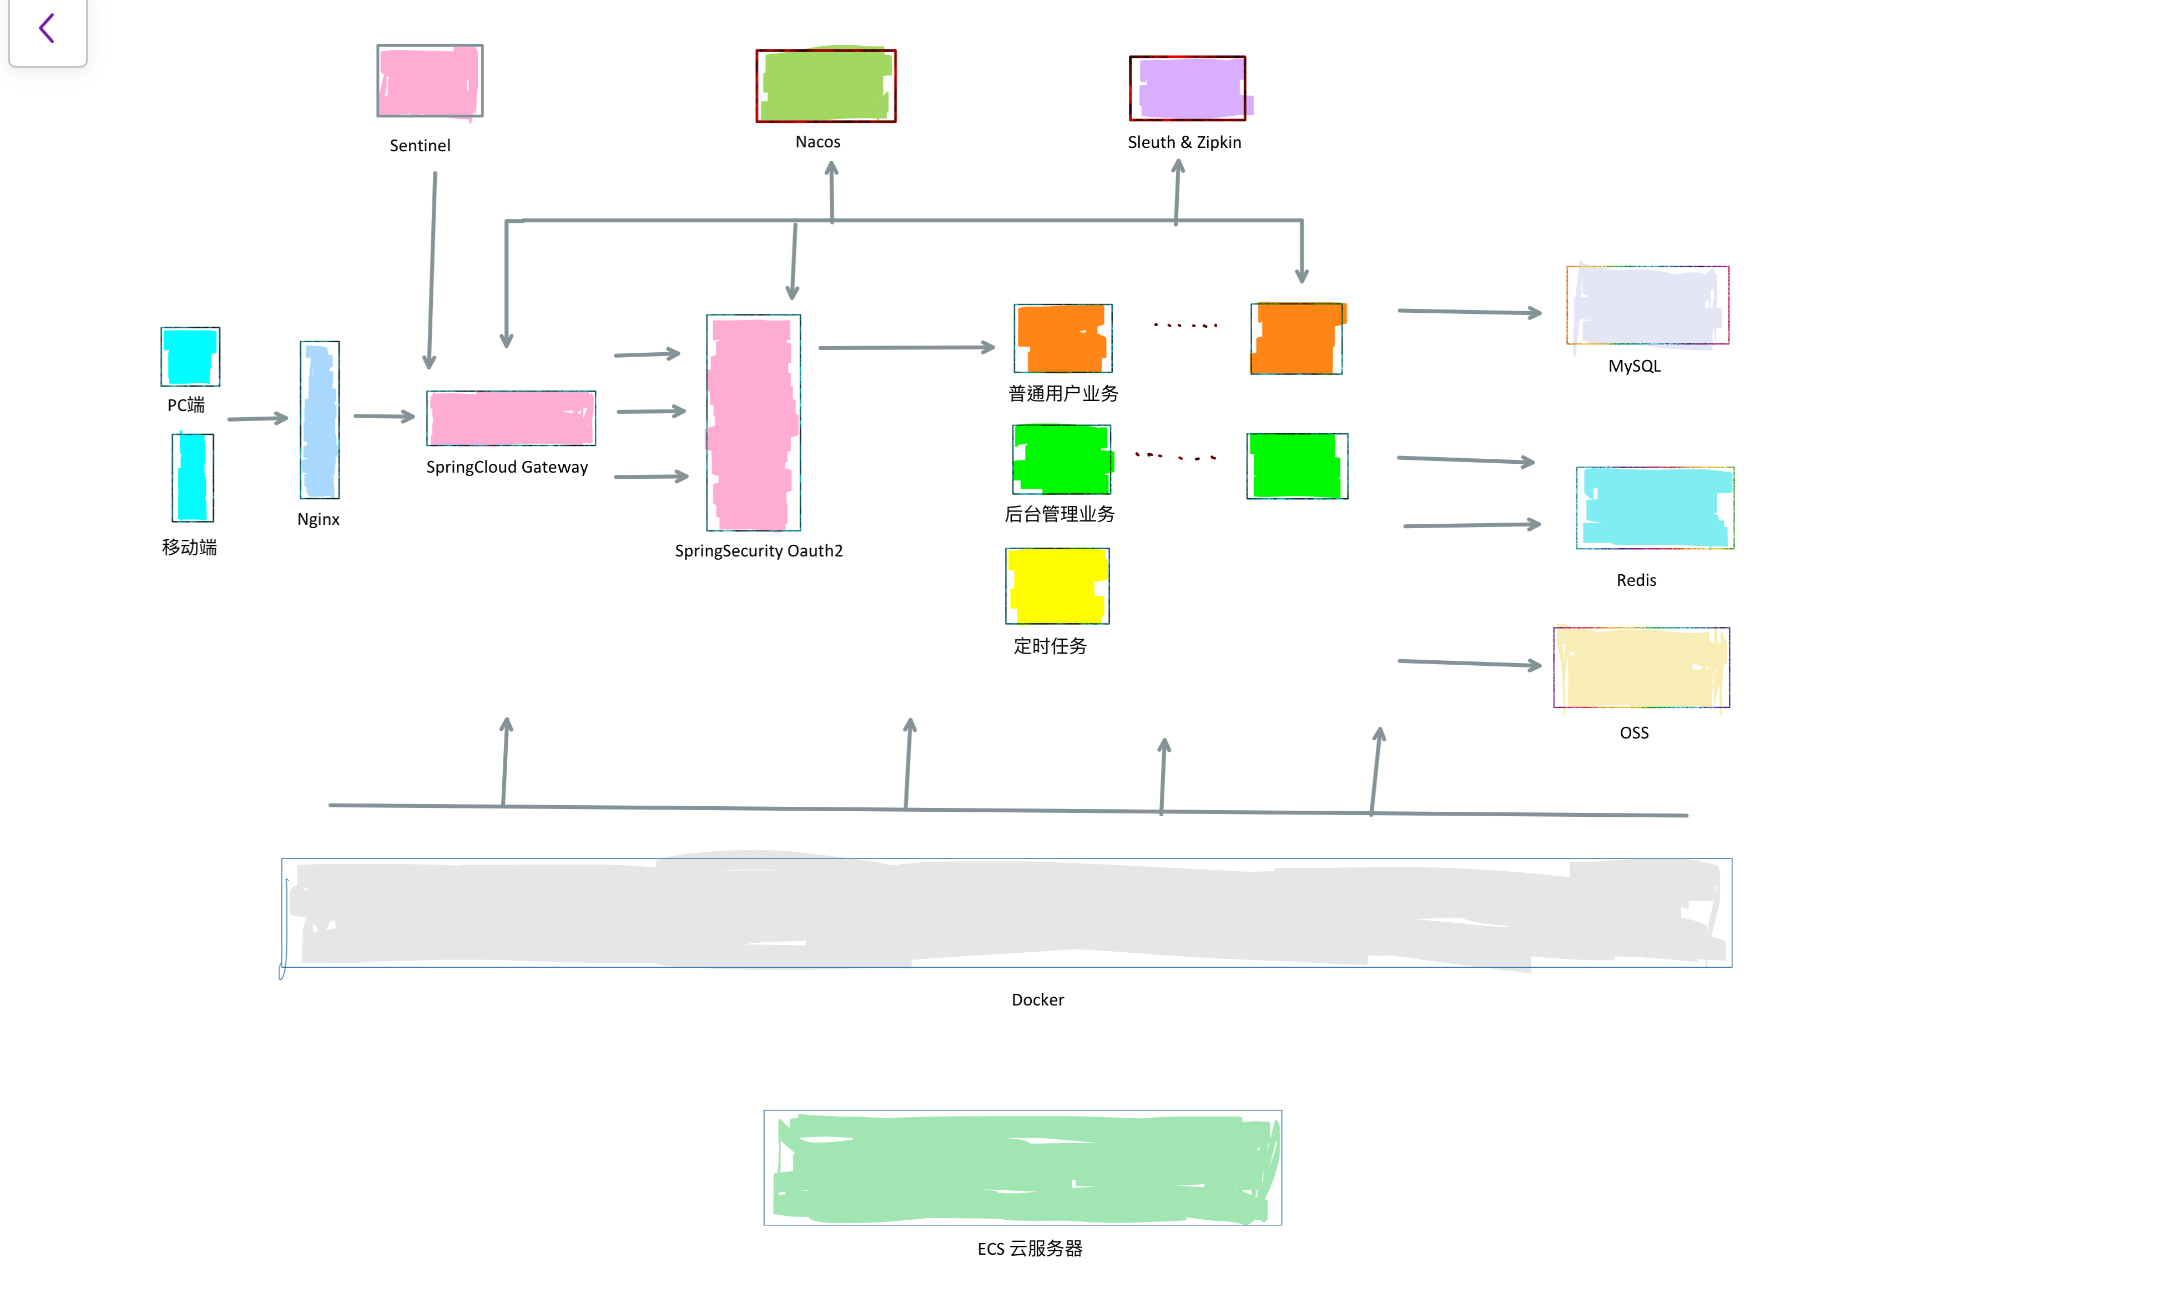 Sentinel
Nacos
Sleuth & Zipkin
PC端
移动端
Nginx
SpringCloud Gateway
SpringSecurity Oauth2
普通用户业务
后台管理业务
定时任务
MySQL
Redis
OSS
Docker
ECS 云服务器